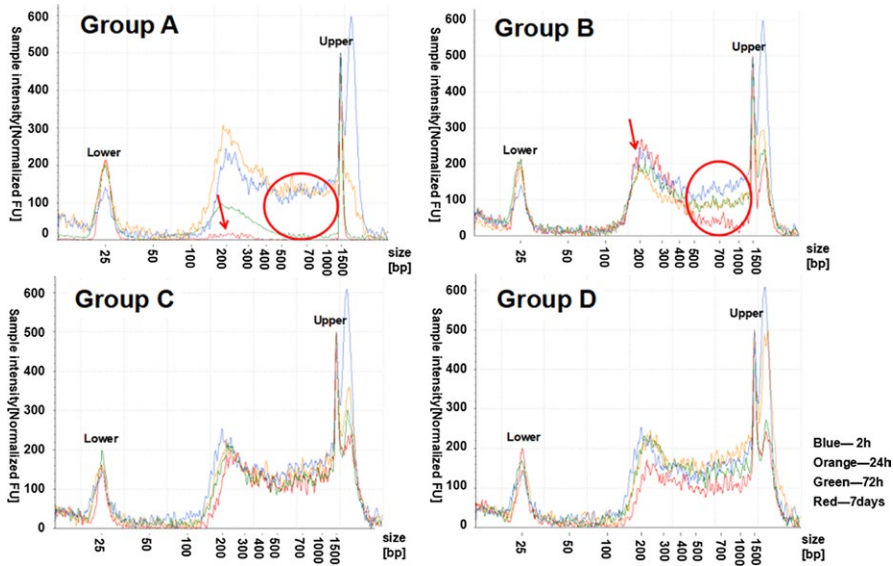 Group A
Sample intensity[Normalized FU]
600
500
400
300
200
100
0
Lower
Upper
25 50 100 200 300 400 500 700 1000 1500
size
[bp]
Group B
Sample intensity[Normalized FU]
600
500
400
300
200
100
0
Lower
Upper
25 50 100 200 300 400 500 700 1000 1500
size
[bp]
Group C
Sample intensity[Normalized FU]
600
500
400
300
200
100
0
Lower
Upper
25 50 100 200 300 400 500 700 1000 1500
size
[bp]
Group D
Sample intensity[Normalized FU]
600
500
400
300
200
100
0
Lower
Upper
25 50 100 200 300 400 500 700 1000 1500
size
[bp]
Blue— 2h
Orange—24h
Green—72h
Red—7days